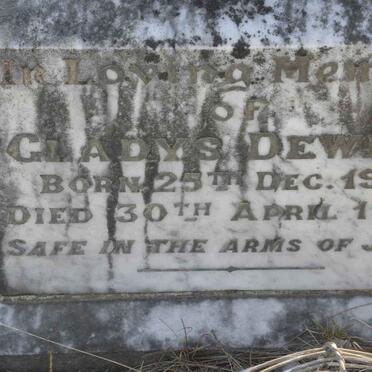 In Loving Mem
OF
GLADYS DEW
BORN 25TH DEC. 19
DIED 30TH APRIL 1
SAFE IN THE ARMS OF J